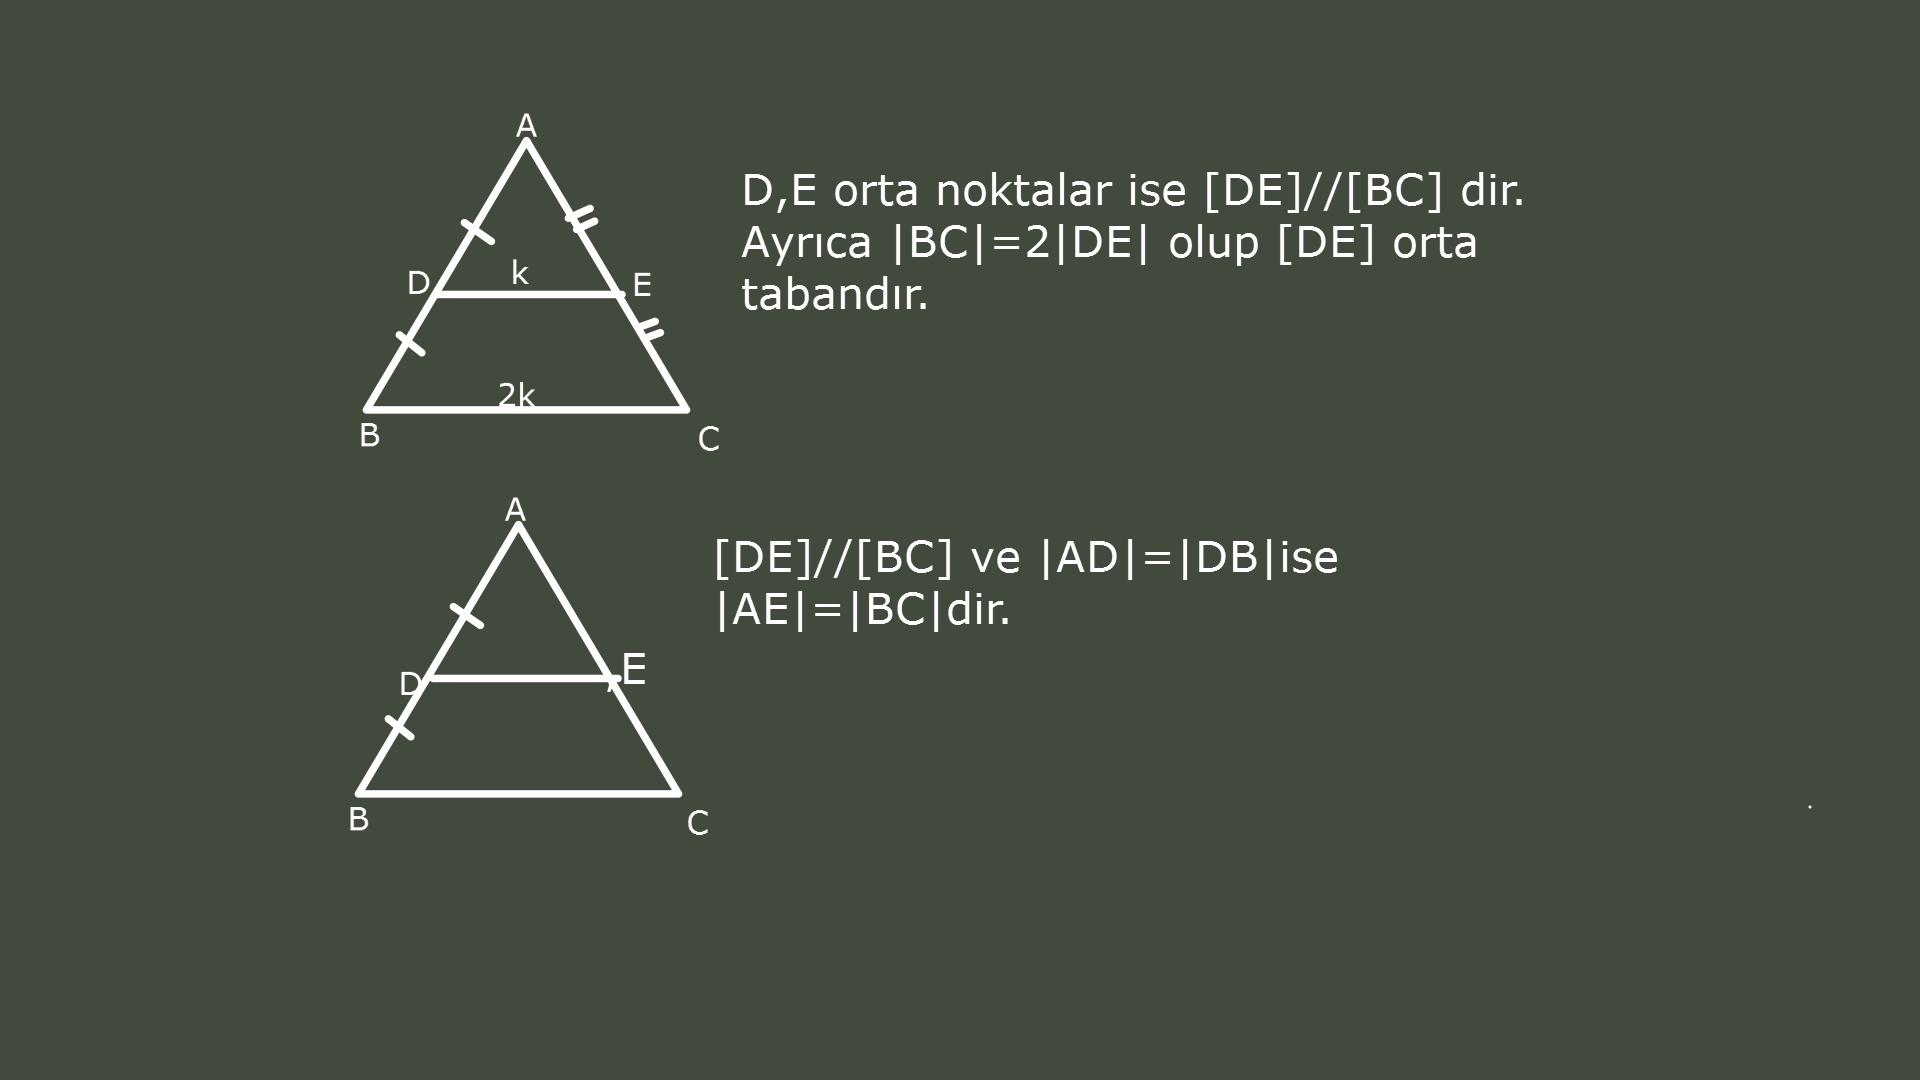 A
D,E orta noktalar ise [DE]//[BC] dir.
Ayrıca |BC|=2|DE| olup [DE] orta
tabandır.
D
k
E
2k
B
C
A
[DE]//[BC] ve |AD|=|DB|ise
|AE|=|BC|dir.
D
E
B
C